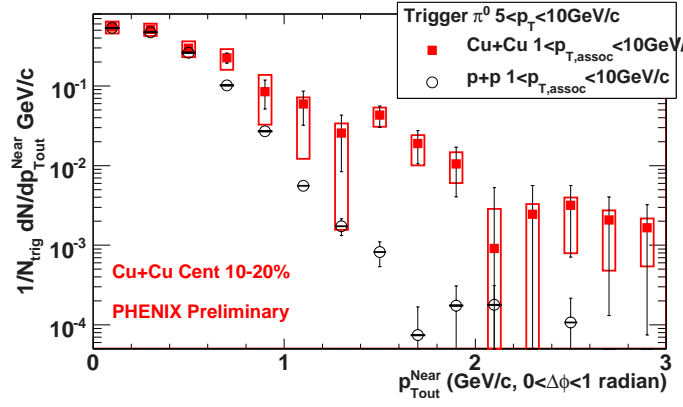 Trigger π⁰ 5<p_T<10GeV/c
Cu+Cu 1<p_T,assoc<10GeV/
p+p 1<p_T,assoc<10GeV/c
1/N_trig dN/dp_Tout^Near GeV/c
10⁻¹
10⁻²
10⁻³
10⁻⁴
Cu+Cu Cent 10-20%
PHENIX Preliminary
0 1 2 3
p_Tout^Near (GeV/c, 0<Δϕ<1 radian)